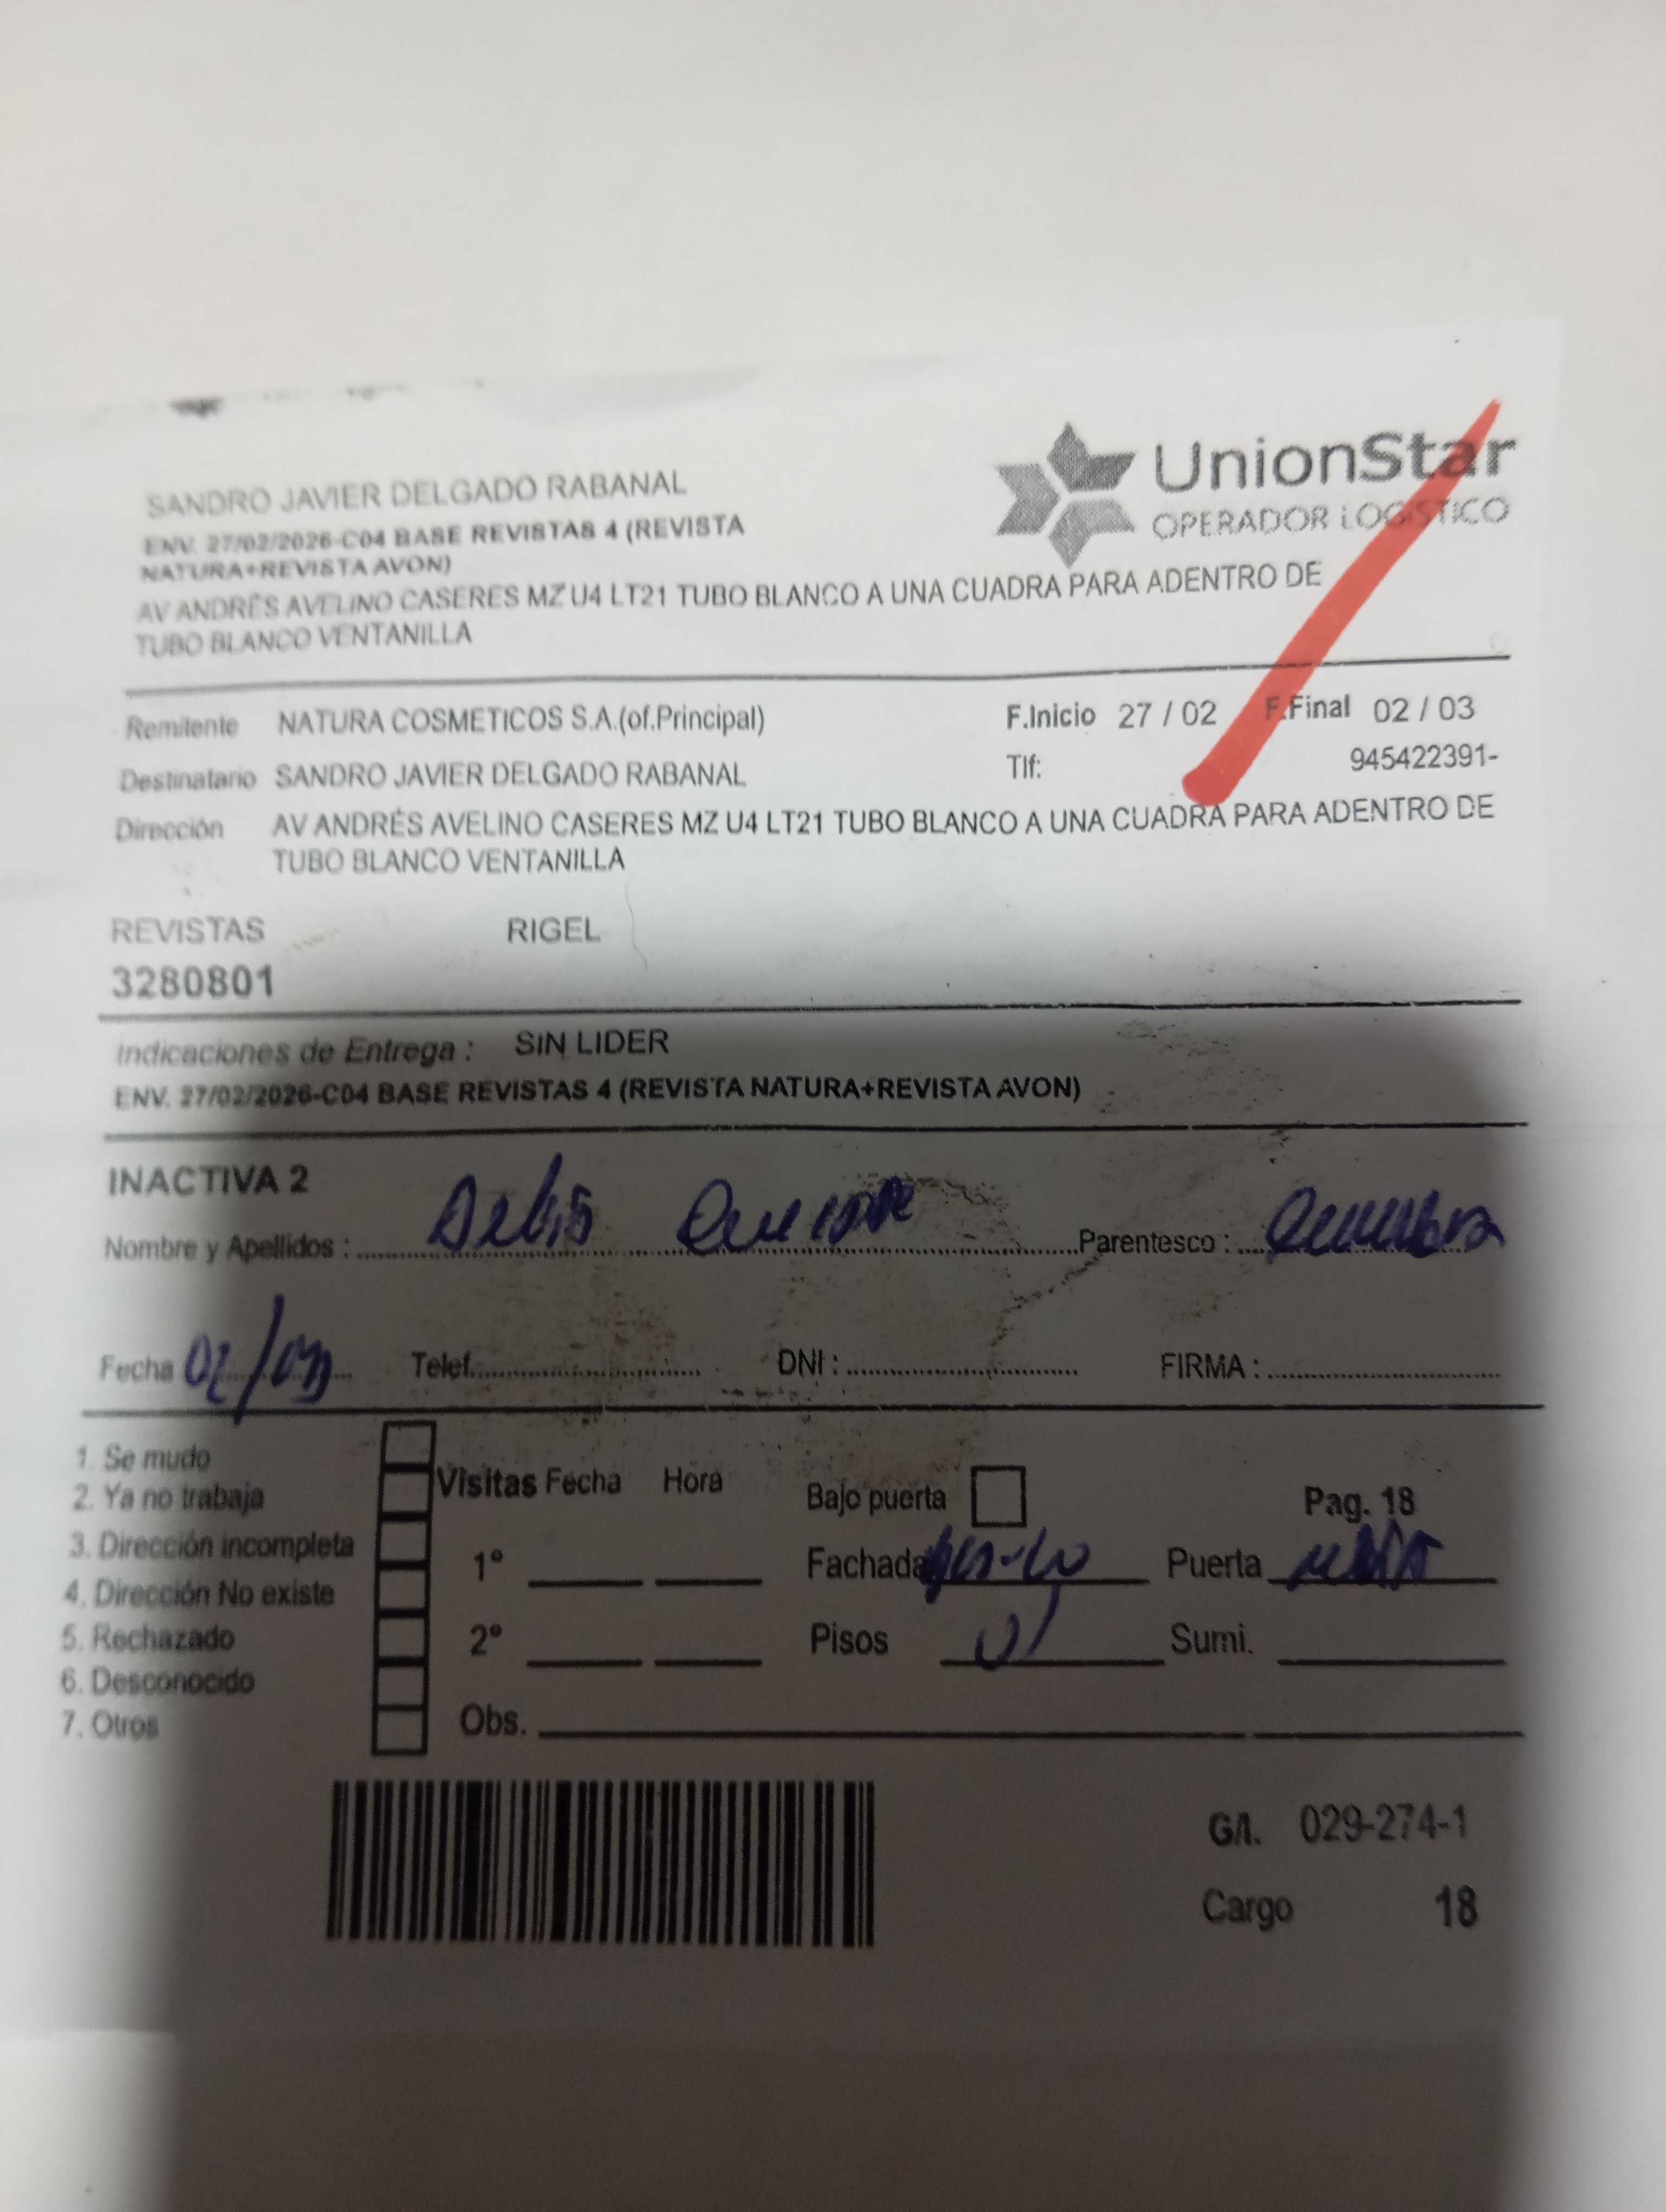 SANDRO JAVIER DELGADO RABANAL
ENV. 27/02/2026-C04 BASE REVISTAS 4 (REVISTA
NATURA+REVISTA AVON)
AV ANDRÉS AVELINO CASERES MZ U4 LT21 TUBO BLANCO A UNA CUADRA PARA ADENTRO DE
TUBO BLANCO VENTANILLA
UnionStar
OPERADOR LOGISTICO
Remitente NATURA COSMETICOS S.A.(of.Principal) F.Inicio 27 / 02 F.Final 02 / 03
Destinatario SANDRO JAVIER DELGADO RABANAL Tlf: 945422391-
Dirección AV ANDRÉS AVELINO CASERES MZ U4 LT21 TUBO BLANCO A UNA CUADRA PARA ADENTRO DE
TUBO BLANCO VENTANILLA
REVISTAS RIGEL
3280801
Indicaciones de Entrega : SIN LIDER
ENV. 27/02/2026-C04 BASE REVISTAS 4 (REVISTA NATURA+REVISTA AVON)
INACTIVA 2
Nombre y Apellidos : Parentesco :
Fecha 02/03 Telef. DNI : FIRMA :
1. Se mudo
2. Ya no trabaja
3. Dirección incompleta
4. Dirección No existe
5. Rechazado
6. Desconocido
7. Otros
Visitas Fecha Hora
1°
2°
Obs.
Bajo puerta Pag. 18
Fachada Puerta
Pisos 01 Sumi.
G/I. 029-274-1
Cargo 18